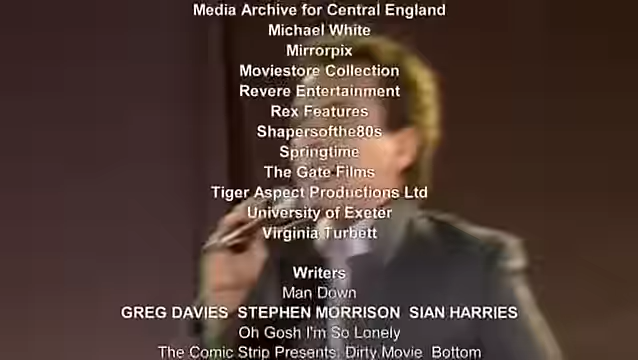 Media Archive for Central England
Michael White
Mirrorpix
Moviestore Collection
Revere Entertainment
Rex Features
Shapersofthe80s
Springtime
The Gate Films
Tiger Aspect Productions Ltd
University of Exeter
Virginia Turbett
Writers
Man Down
GREG DAVIES STEPHEN MORRISON SIAN HARRIES
Oh Gosh I'm So Lonely
The Comic Strip Presents: Dirty Movie Bottom